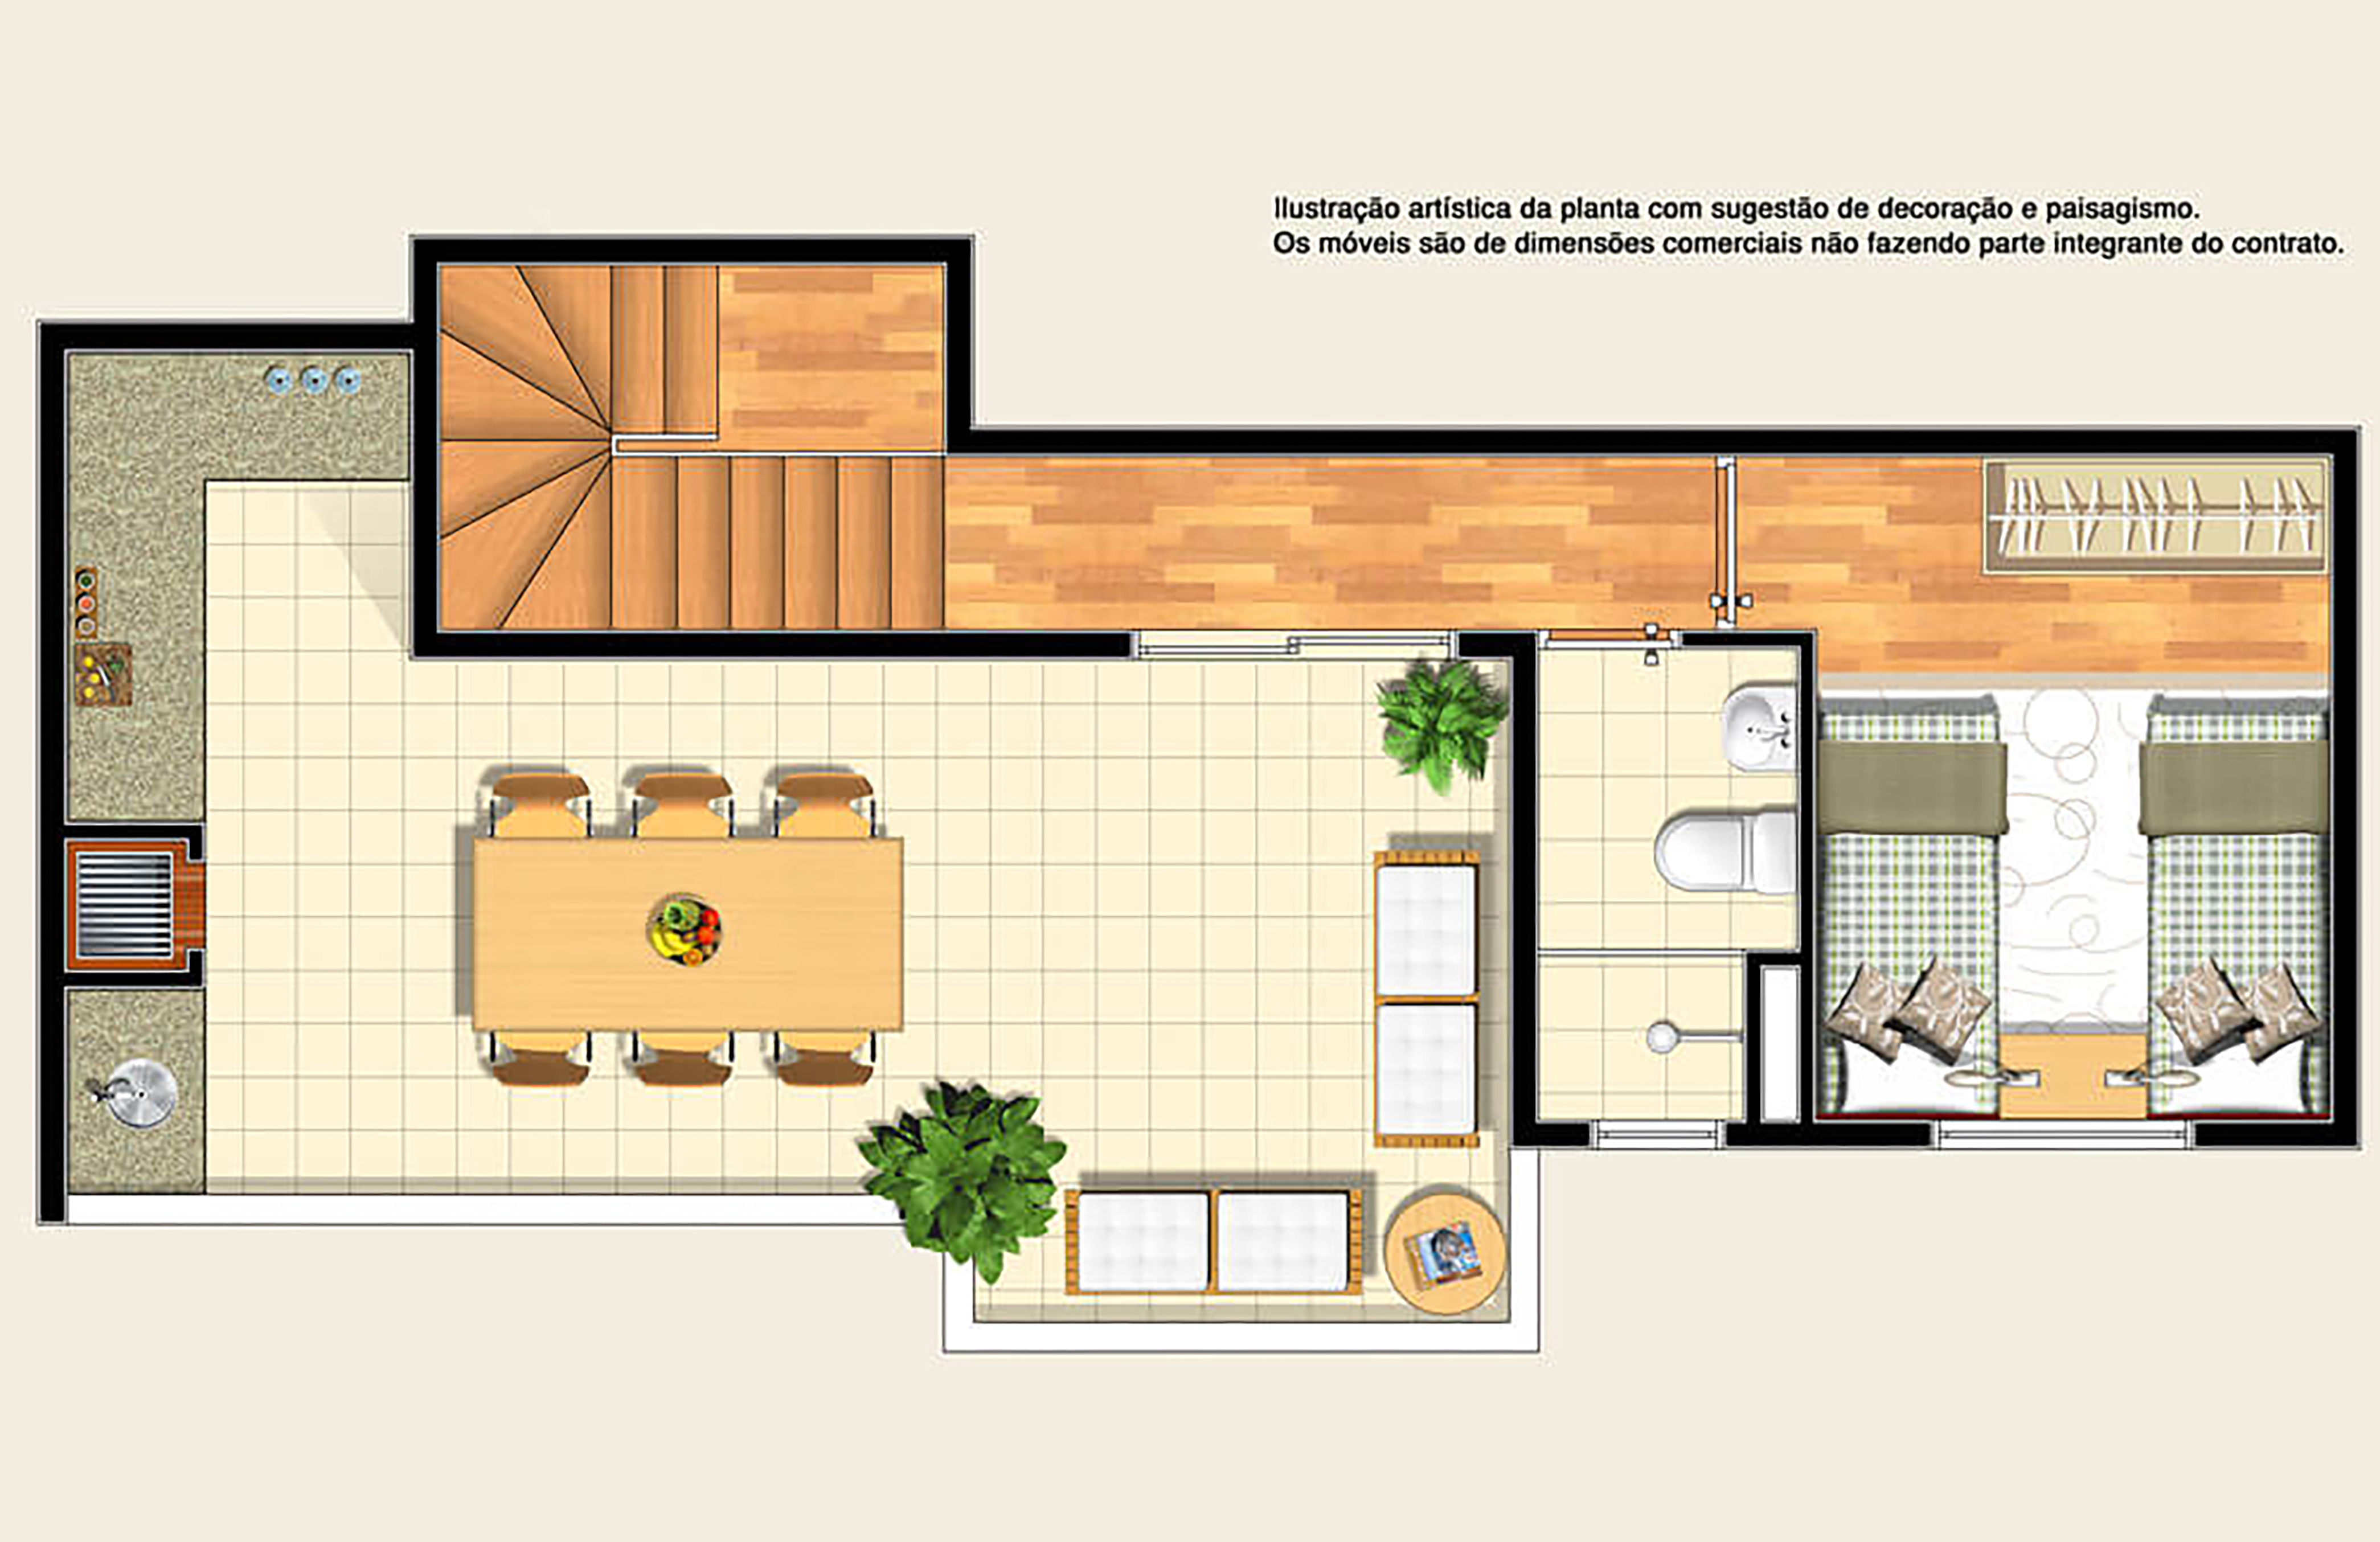 Ilustração artística da planta com sugestão de decoração e paisagismo.
Os móveis são de dimensões comerciais não fazendo parte integrante do contrato.